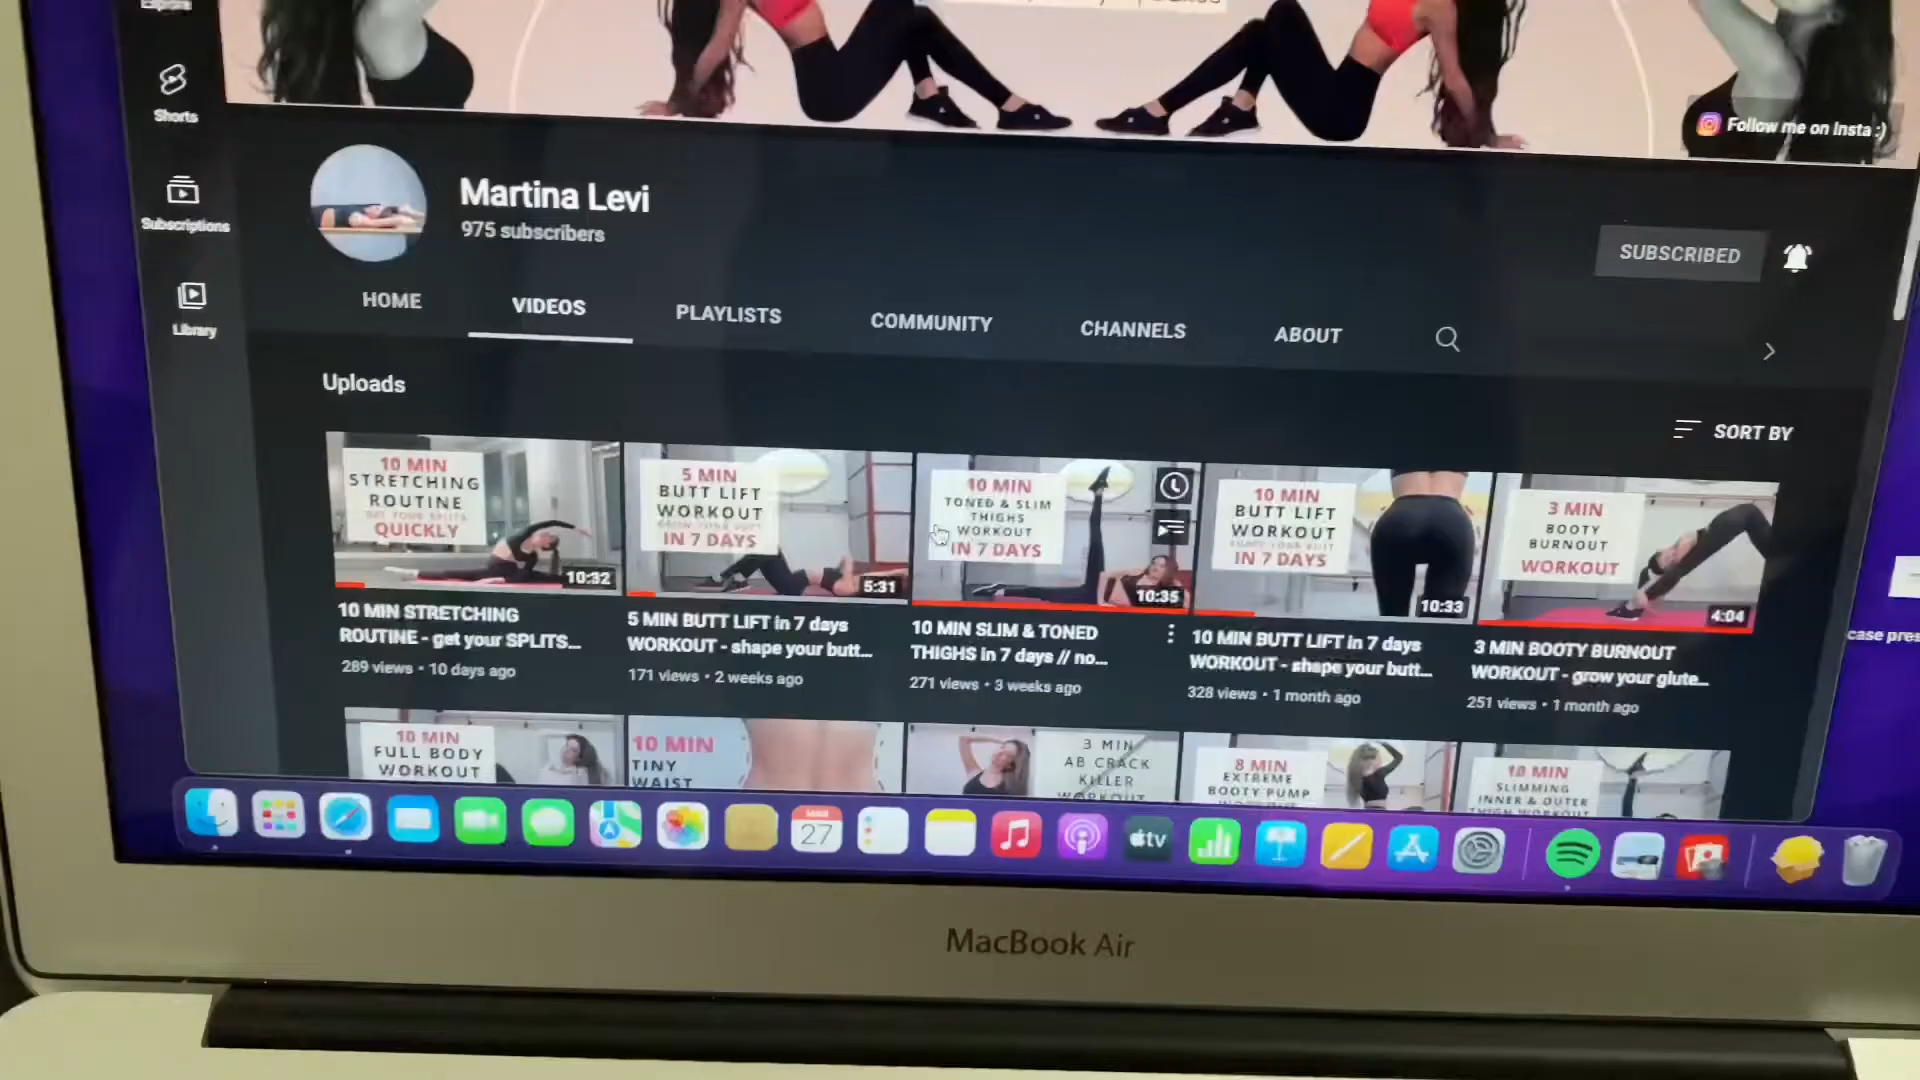 Explore
Follow me on Insta :)
Shorts
Martina Levi
975 subscribers
SUBSCRIBED
Subscriptions
HOME
VIDEOS
PLAYLISTS
COMMUNITY
CHANNELS
ABOUT
Library
Uploads
SORT BY
10 MIN
STRETCHING
ROUTINE
GET YOUR SPLITS
QUICKLY
10:32
5 MIN
BUTT LIFT
WORKOUT
IN 7 DAYS
5:31
10 MIN
TONED & SLIM
THIGHS
WORKOUT
IN 7 DAYS
10:35
10 MIN
BUTT LIFT
WORKOUT
IN 7 DAYS
10:33
3 MIN
BOOTY
BURNOUT
WORKOUT
4:04
10 MIN STRETCHING
ROUTINE - get your SPLITS...
289 views • 10 days ago
5 MIN BUTT LIFT in 7 days
WORKOUT - shape your butt...
171 views • 2 weeks ago
10 MIN SLIM & TONED
THIGHS in 7 days // no...
271 views • 3 weeks ago
10 MIN BUTT LIFT in 7 days
WORKOUT - shape your butt...
328 views • 1 month ago
3 MIN BOOTY BURNOUT
WORKOUT - grow your glute...
251 views • 1 month ago
case pres
10 MIN
FULL BODY
WORKOUT
10 MIN
TINY
WAIST
3 MIN
AB CRACK
KILLER
WORKOUT
8 MIN
EXTREME
BOOTY PUMP
10 MIN
SLIMMING
INNER & OUTER
THIGH WORKOUT
27
tv
MacBook Air